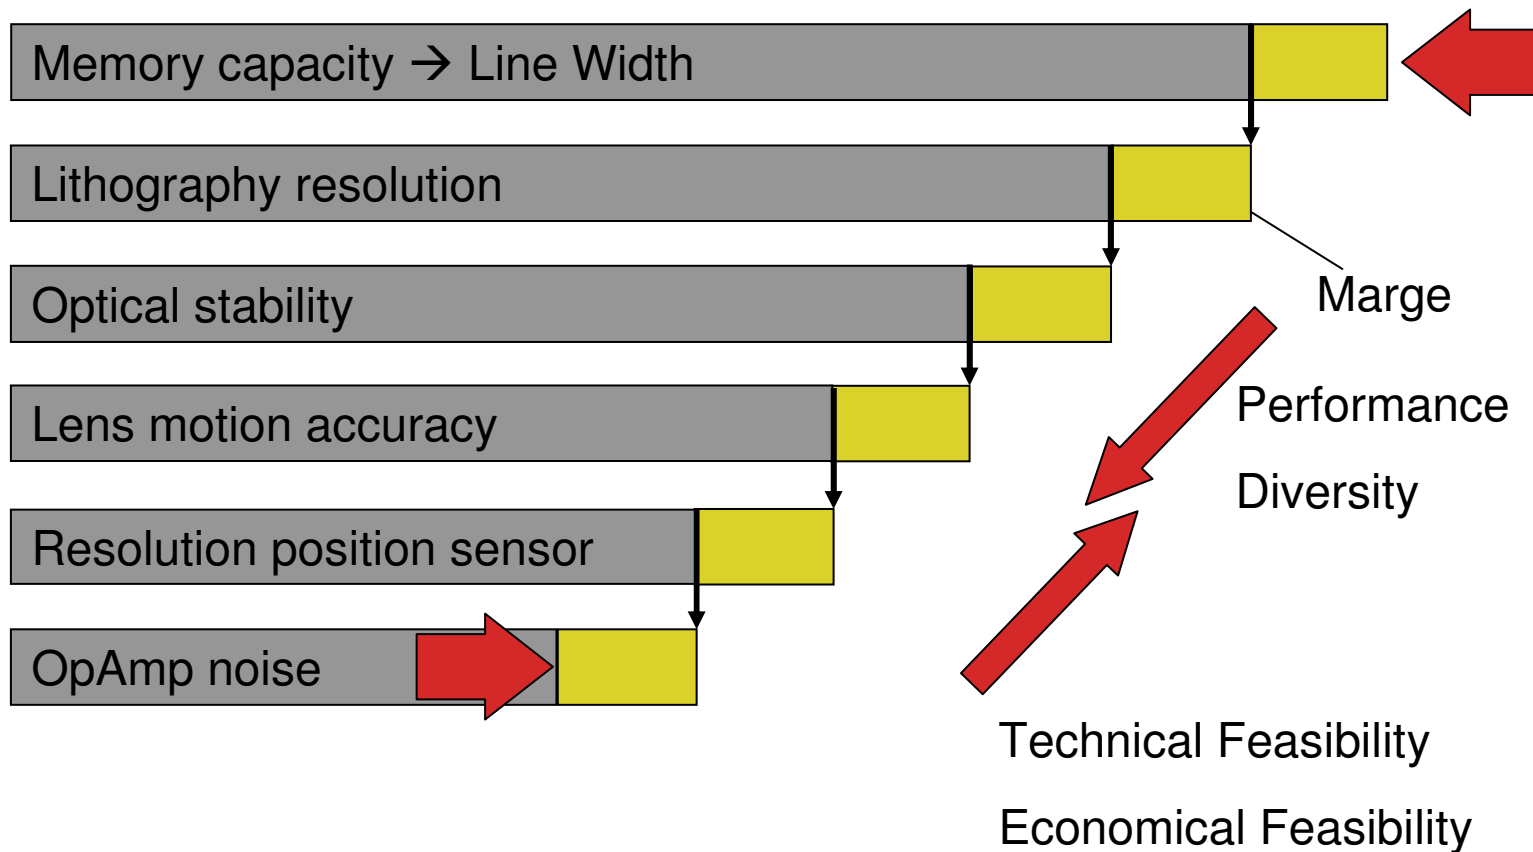 Memory capacity → Line Width
Lithography resolution
Optical stability
Marge
Lens motion accuracy
Performance
Diversity
Resolution position sensor
OpAmp noise
Technical Feasibility
Economical Feasibility